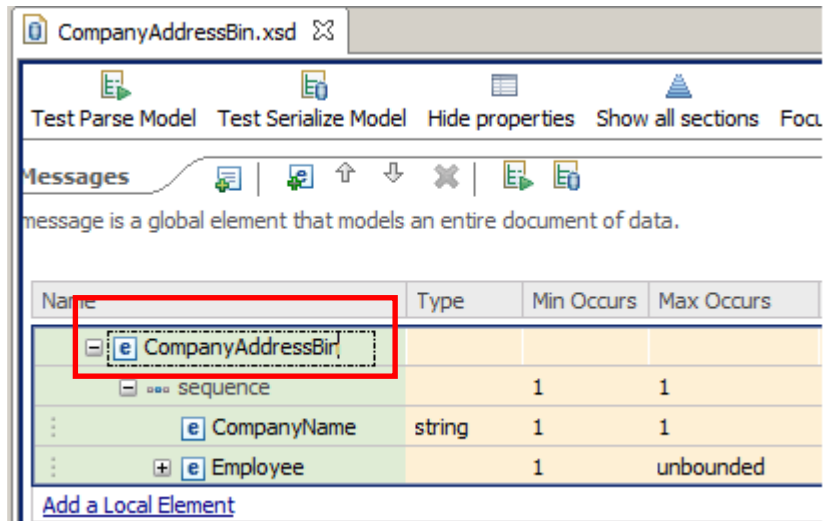 CompanyAddressBin.xsd
Test Parse Model Test Serialize Model Hide properties Show all sections Focu
Messages
message is a global element that models an entire document of data.
Name Type Min Occurs Max Occurs
CompanyAddressBin
sequence 1 1
CompanyName string 1 1
Employee 1 unbounded
Add a Local Element